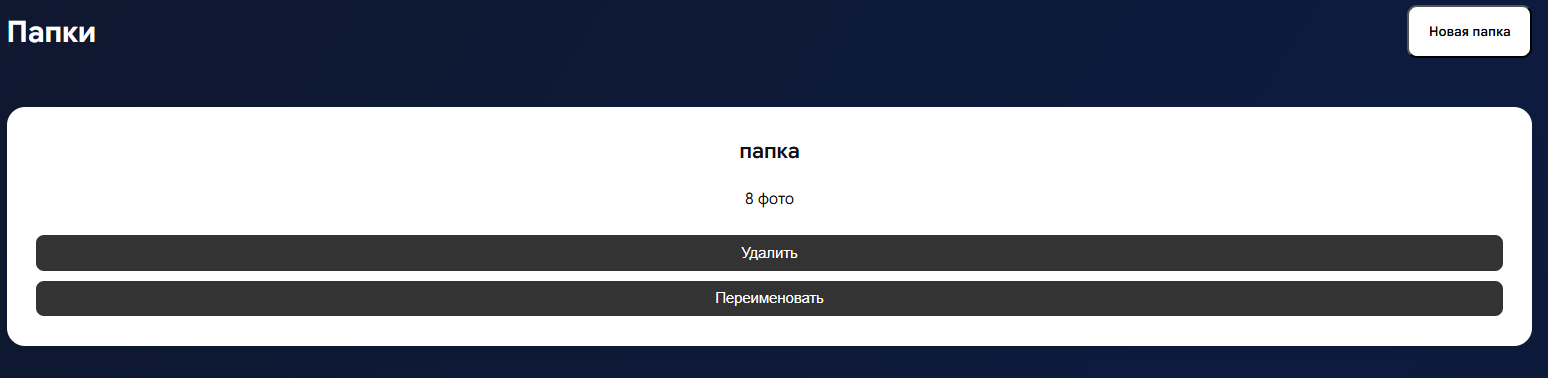 Папки
Новая папка
папка
8 фото
Удалить
Переименовать